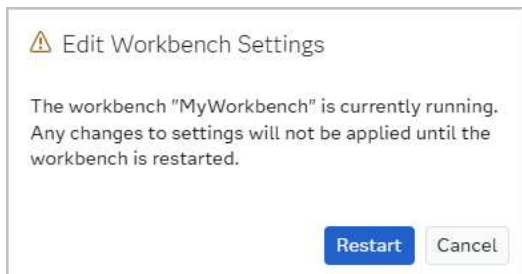 Edit Workbench Settings
The workbench "MyWorkbench" is currently running.
Any changes to settings will not be applied until the
workbench is restarted.
Restart Cancel